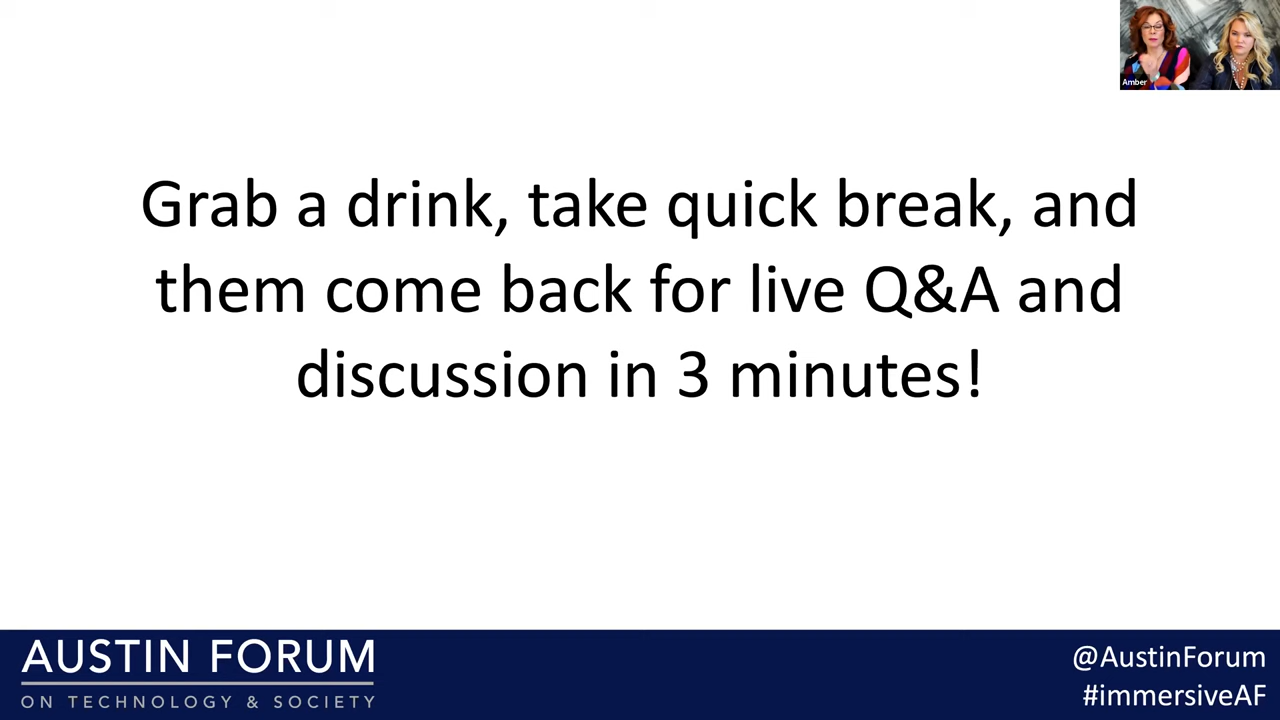 Amber
Grab a drink, take quick break, and
them come back for live Q&A and
discussion in 3 minutes!
AUSTIN FORUM
ON TECHNOLOGY & SOCIETY
@AustinForum
#immersiveAF